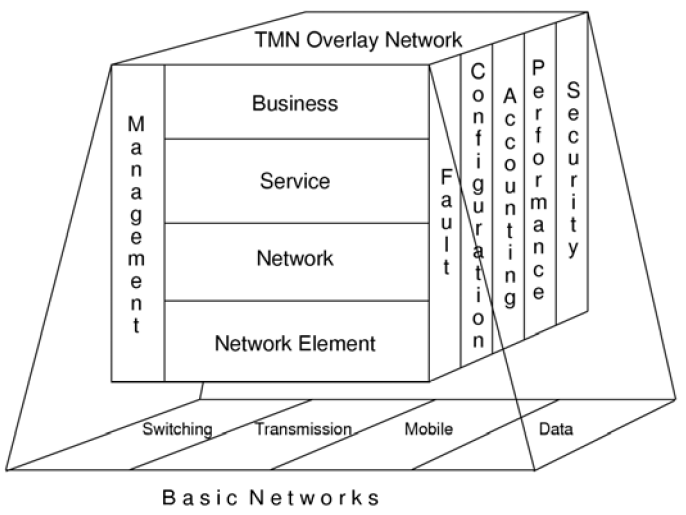 TMN Overlay Network
Management
Business
Service
Network
Network Element
Fault
Configuration
Accounting
Performance
Security
Switching
Transmission
Mobile
Data
Basic Networks